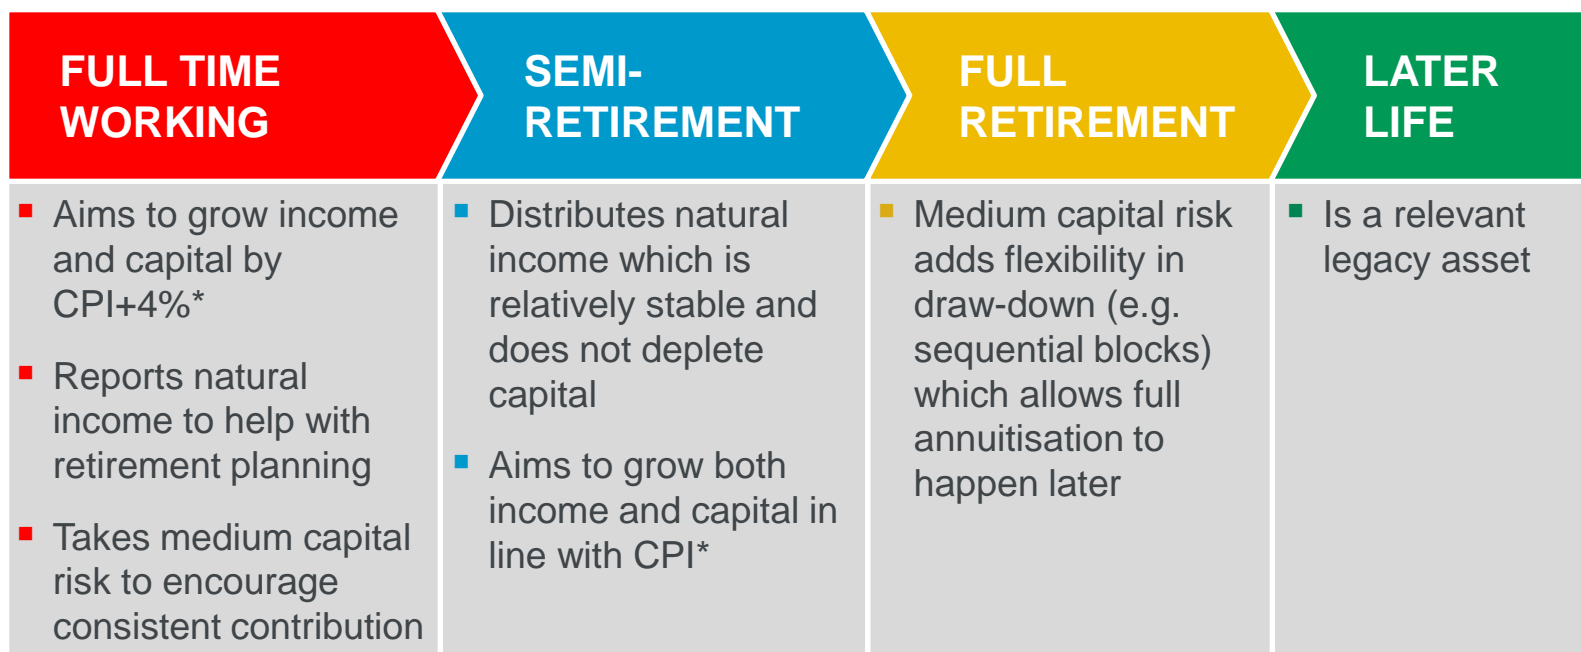 FULL TIME
WORKING
SEMI-
RETIREMENT
FULL
RETIREMENT
LATER
LIFE
Aims to grow income
and capital by
CPI+4%*
Reports natural
income to help with
retirement planning
Takes medium capital
risk to encourage
consistent contribution
Distributes natural
income which is
relatively stable and
does not deplete
capital
Aims to grow both
income and capital in
line with CPI*
Medium capital risk
adds flexibility in
draw-down (e.g.
sequential blocks)
which allows full
annuitisation to
happen later
Is a relevant
legacy asset